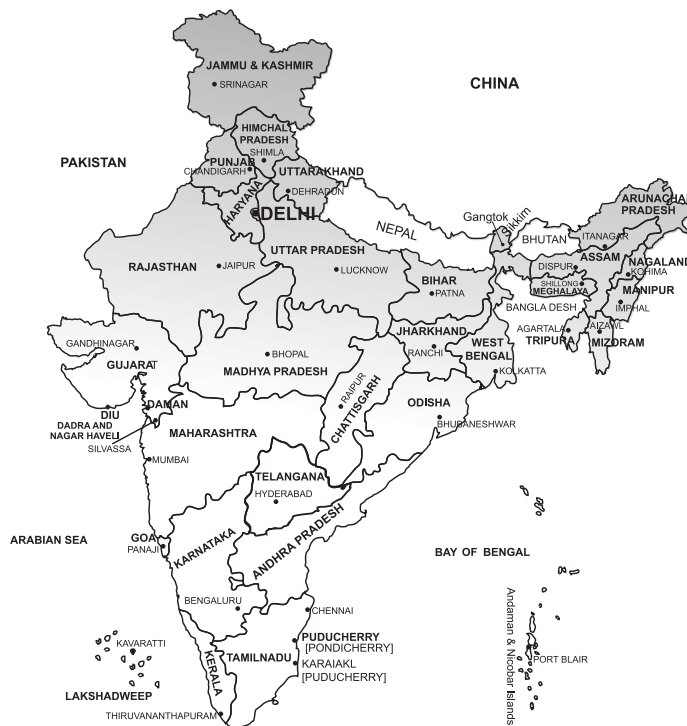 JAMMU & KASHMIR
SRINAGAR
CHINA
HIMCHAL
PRADESH
SHIMLA
PAKISTAN
PUNJAB
CHANDIGARH
UTTARAKHAND
DEHRADUN
HARYANA
DELHI
ARUNACHAL
PRADESH
Gangtok
Sikkim
NEPAL
BHUTAN
ITANAGAR
UTTAR PRADESH
RAJASTHAN
JAIPUR
LUCKNOW
ASSAM
DISPUR
NAGALAND
KOHIMA
BIHAR
PATNA
SHILLONG
MEGHALAYA
MANIPUR
IMPHAL
BANGLA DESH
GANDHINAGAR
GUJARAT
BHOPAL
MADHYA PRADESH
JHARKHAND
RANCHI
WEST
BENGAL
KOLKATTA
AGARTALA
TRIPURA
AIZAWL
MIZORAM
RAIPUR
CHATTISGARH
ODISHA
BHUBANESHWAR
DIU
DAMAN
DADRA AND
NAGAR HAVELI
SILVASSA
MAHARASHTRA
MUMBAI
TELANGANA
HYDERABAD
ARABIAN SEA
GOA
PANAJI
KARNATAKA
ANDHRA PRADESH
BAY OF BENGAL
BENGALURU
CHENNAI
PUDUCHERRY
[PONDICHERRY]
TAMILNADU
KARAIAKL
[PUDUCHERRY]
KERALA
KAVARATTI
LAKSHADWEEP
THIRUVANANTHAPURAM
Andaman & Nicobar Islands
PORT BLAIR